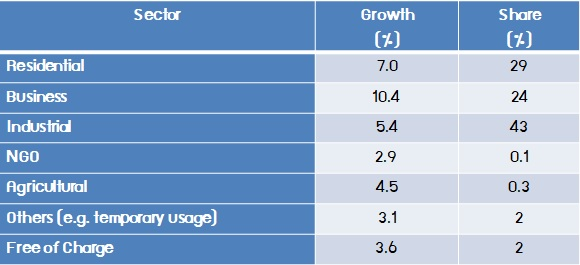 Sector Growth Share
(%) (%)
Residential 7.0 29
Business 10.4 24
Industrial 5.4 43
NGO 2.9 0.1
Agricultural 4.5 0.3
Others (e.g. temporary usage) 3.1 2
Free of Charge 3.6 2